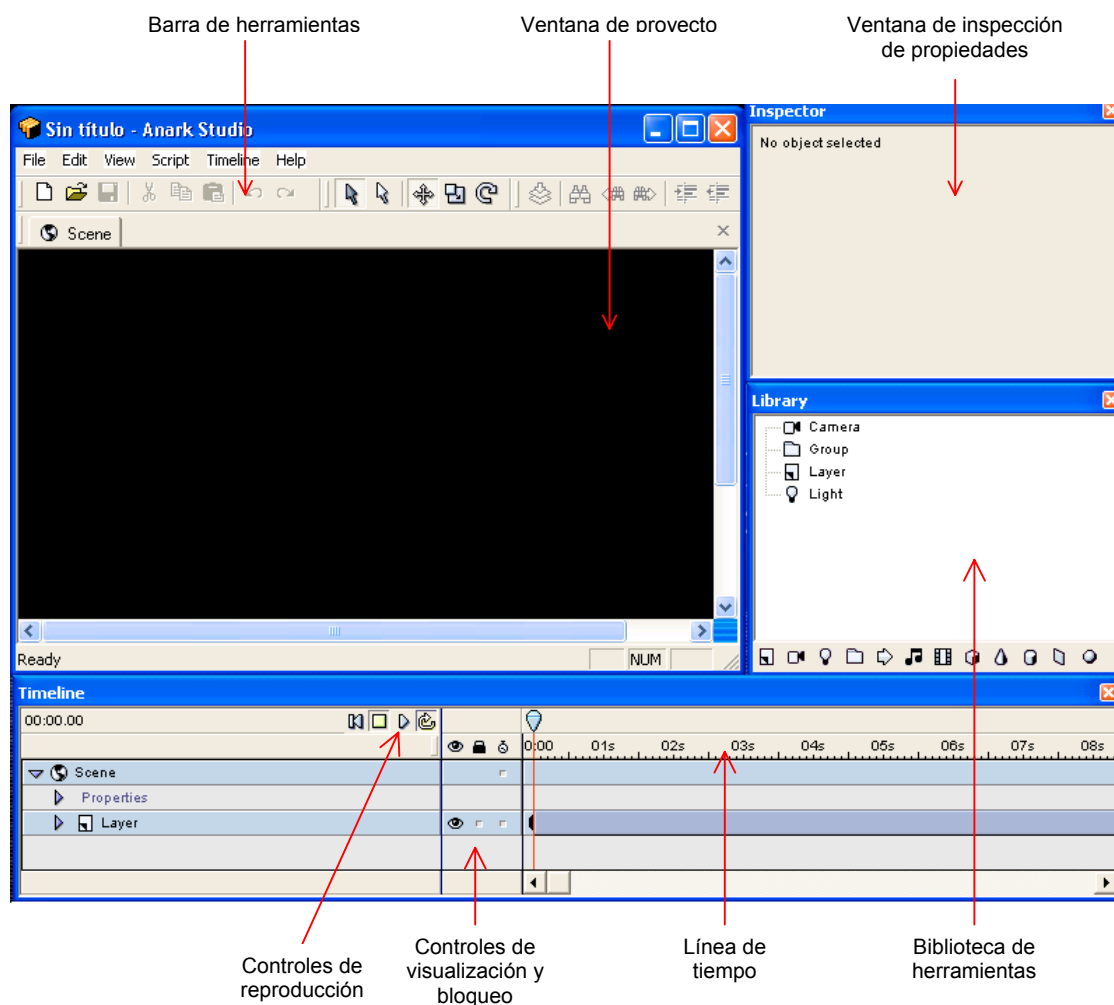 Barra de herramientas
Ventana de proyecto
Ventana de inspección
de propiedades
Sin título - Anark Studio
File Edit View Script Timeline Help
Scene
Inspector
No object selected
Library
Camera
Group
Layer
Light
Ready
NUM
Timeline
00:00.00
0:00 01s 02s 03s 04s 05s 06s 07s 08s
Scene
Properties
Layer
Controles de
reproducción
Controles de
visualización y
bloqueo
Línea de
tiempo
Biblioteca de
herramientas